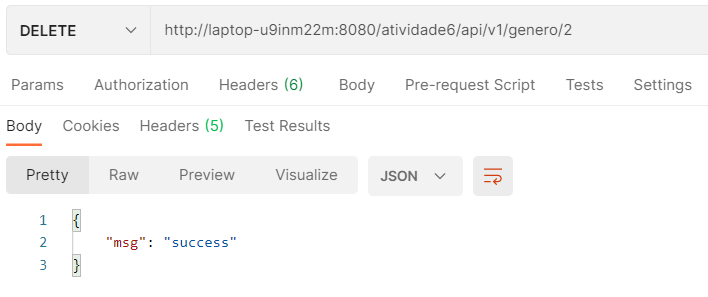 DELETE http://laptop-u9inm22m:8080/atividade6/api/v1/genero/2
Params Authorization Headers (6) Body Pre-request Script Tests Settings
Body Cookies Headers (5) Test Results
Pretty Raw Preview Visualize JSON
1 {
2 "msg": "success"
3 }